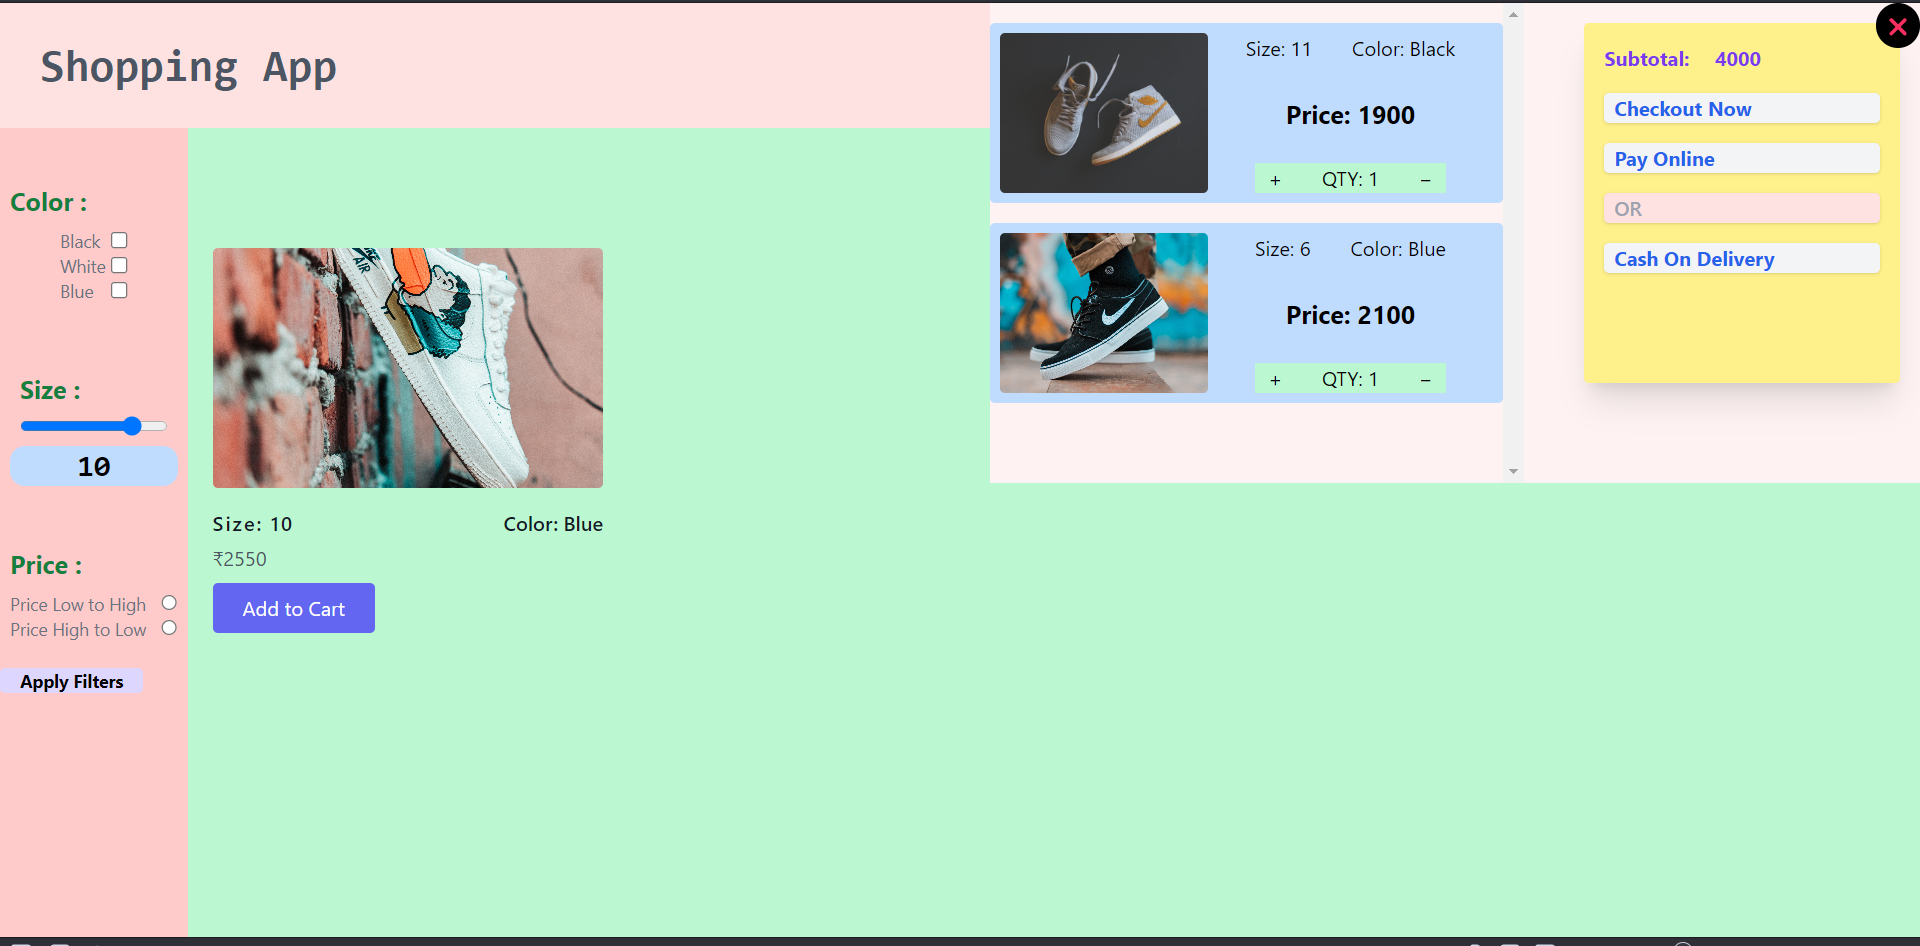 Shopping App
Color :
Black
White
Blue
Size :
10
Price :
Price Low to High
Price High to Low
Apply Filters
AIR
Size: 10 Color: Blue
₹2550
Add to Cart
Size: 11 Color: Black
Price: 1900
+ QTY: 1 −
Size: 6 Color: Blue
Price: 2100
+ QTY: 1 −
Subtotal: 4000
Checkout Now
Pay Online
OR
Cash On Delivery